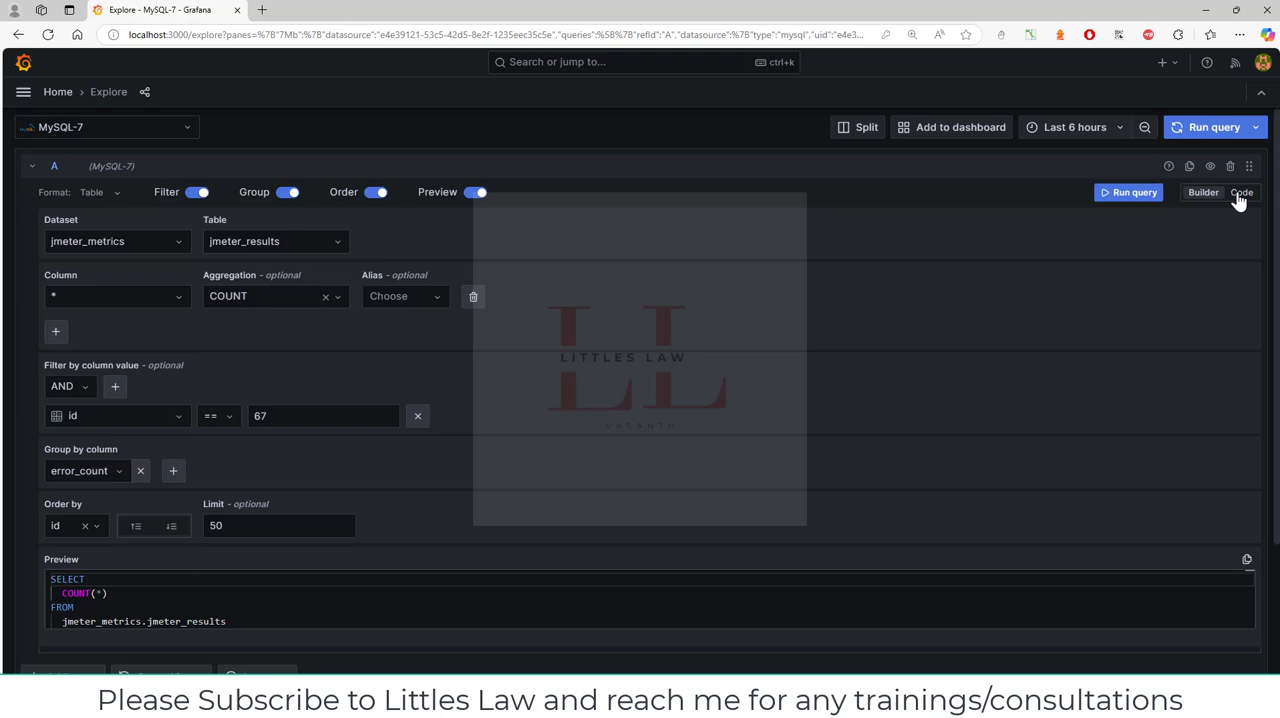 Explore - MySQL-7 - Grafana
localhost:3000/explore?panes=%7B"7Mb"%3A%7B"datasource":"e4e39121-53c5-42d5-8e2f-1232ecc35c5e","queries":%5B%7B"refId":"A","datasource":%7B"type":"mysql","uid":"e4e3...
Search or jump to... ctrl+k
Home > Explore
MySQL-7 Split Add to dashboard Last 6 hours Run query
A (MySQL-7)
Format: Table Filter Group Order Preview Run query Builder Code
Dataset Table
jmeter_metrics jmeter_results
Column Aggregation - optional Alias - optional
* COUNT Choose
Filter by column value - optional
AND
id == 67
Group by column
error_count
Order by Limit - optional
id 50
Preview
SELECT
COUNT(*)
FROM
jmeter_metrics.jmeter_results
LL
LITTLES LAW
VASANTH
Please Subscribe to Littles Law and reach me for any trainings/consultations